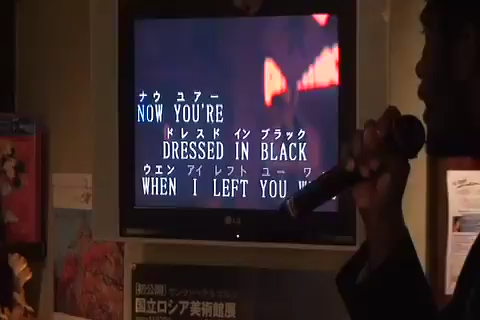 ナウ ユアー
NOW YOU'RE
ドレスド イン ブラック
DRESSED IN BLACK
ウエン アイ レフト ユー ワ
WHEN I LEFT YOU W
LG
国立ロシア美術館展